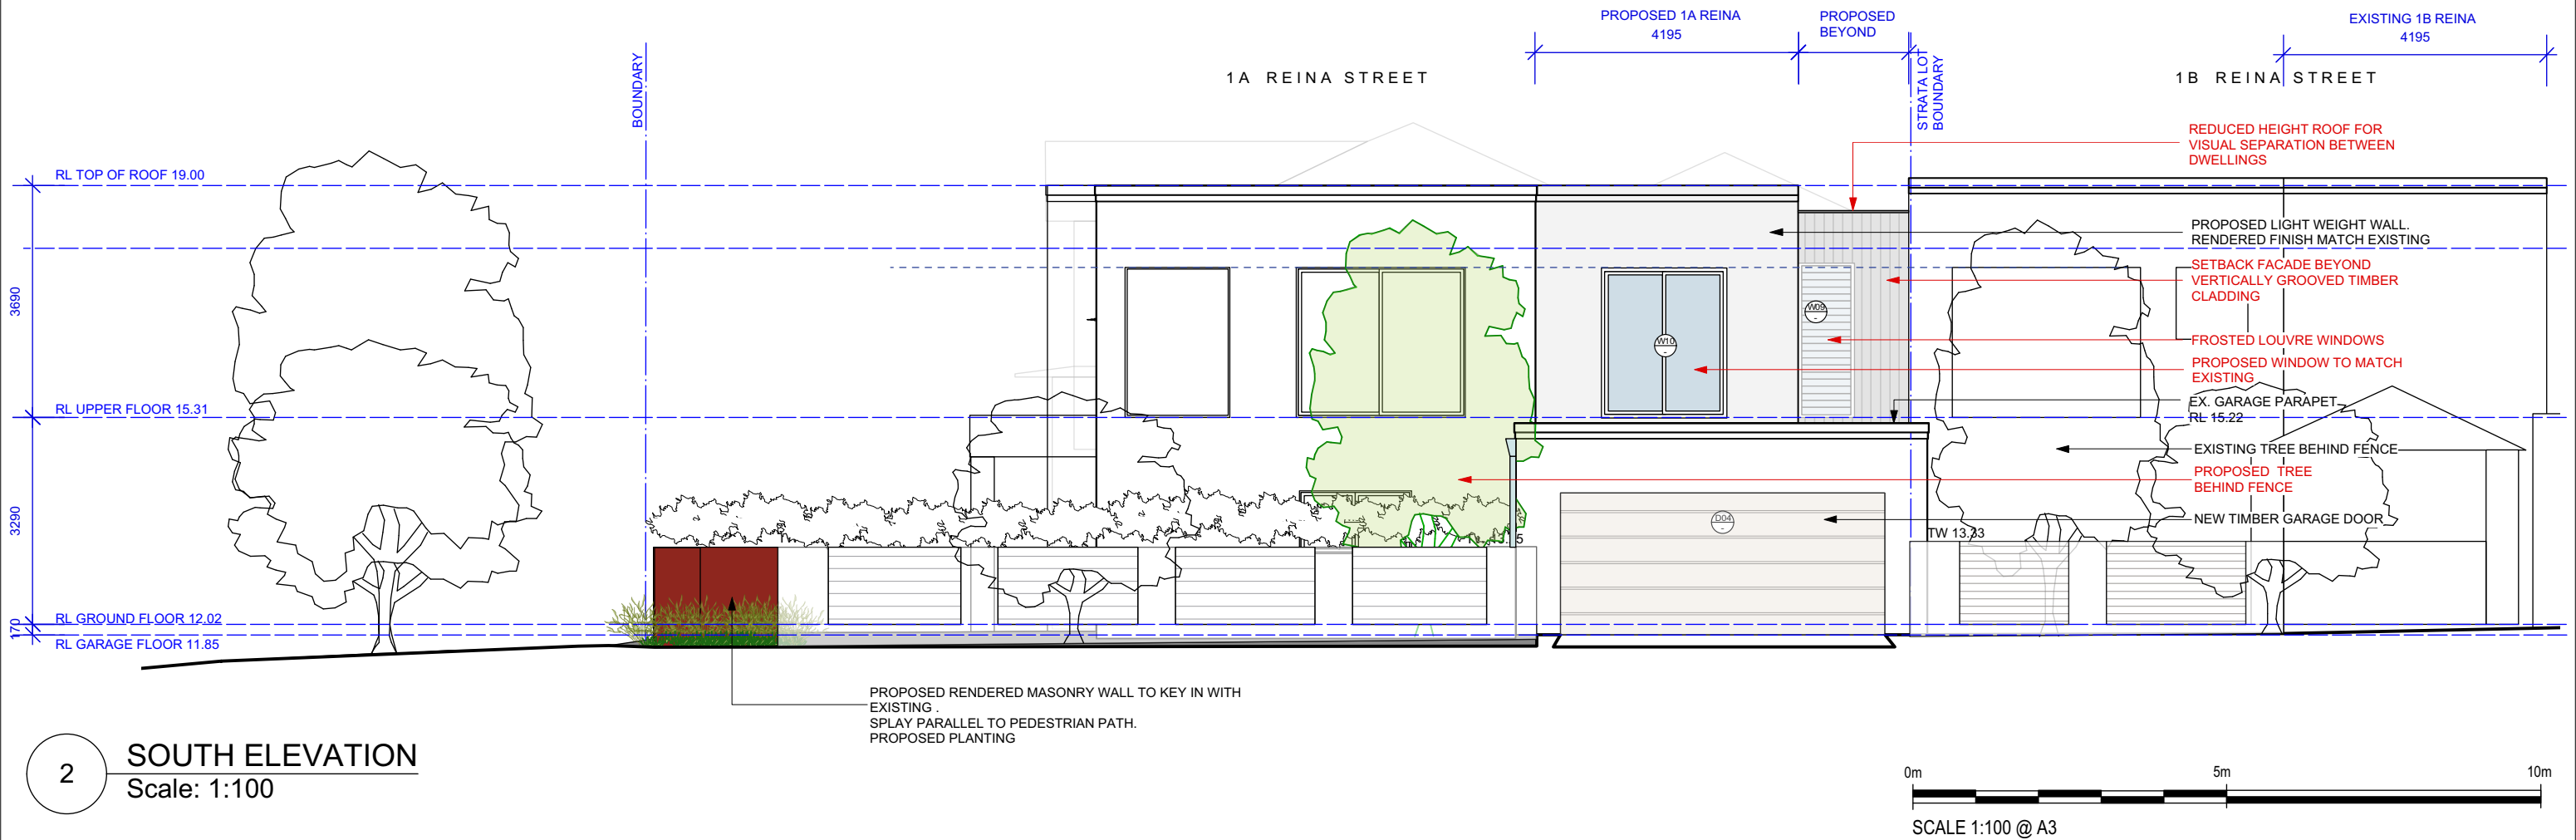 PROPOSED 1A REINA
4195
PROPOSED
BEYOND
EXISTING 1B REINA
4195
BOUNDARY
1A REINA STREET
STRATA LOT
BOUNDARY
1B REINA STREET
REDUCED HEIGHT ROOF FOR
VISUAL SEPARATION BETWEEN
DWELLINGS
RL TOP OF ROOF 19.00
PROPOSED LIGHT WEIGHT WALL.
RENDERED FINISH MATCH EXISTING
SETBACK FACADE BEYOND
VERTICALLY GROOVED TIMBER
CLADDING
3690
W09
-
W10
-
FROSTED LOUVRE WINDOWS
PROPOSED WINDOW TO MATCH
EXISTING
RL UPPER FLOOR 15.31
EX. GARAGE PARAPET
RL 15.22
EXISTING TREE BEHIND FENCE
PROPOSED TREE
BEHIND FENCE
3290
D04
-
NEW TIMBER GARAGE DOOR
TW 13.33
170
RL GROUND FLOOR 12.02
RL GARAGE FLOOR 11.85
PROPOSED RENDERED MASONRY WALL TO KEY IN WITH
EXISTING .
SPLAY PARALLEL TO PEDESTRIAN PATH.
PROPOSED PLANTING
2
SOUTH ELEVATION
Scale: 1:100
0m 5m 10m
SCALE 1:100 @ A3